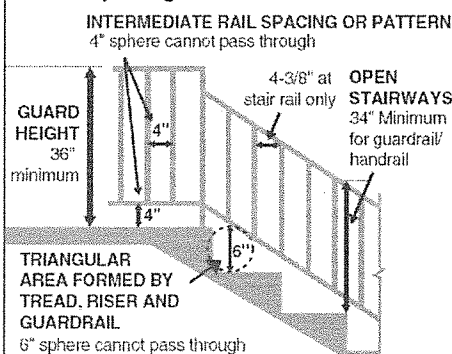 INTERMEDIATE RAIL SPACING OR PATTERN
4" sphere cannot pass through
GUARD
HEIGHT
36"
minimum
4"
4"
4-3/8" at
stair rail only
OPEN
STAIRWAYS
34" Minimum
for guardrail/
handrail
6"
TRIANGULAR
AREA FORMED BY
TREAD, RISER AND
GUARDRAIL
6" sphere cannot pass through